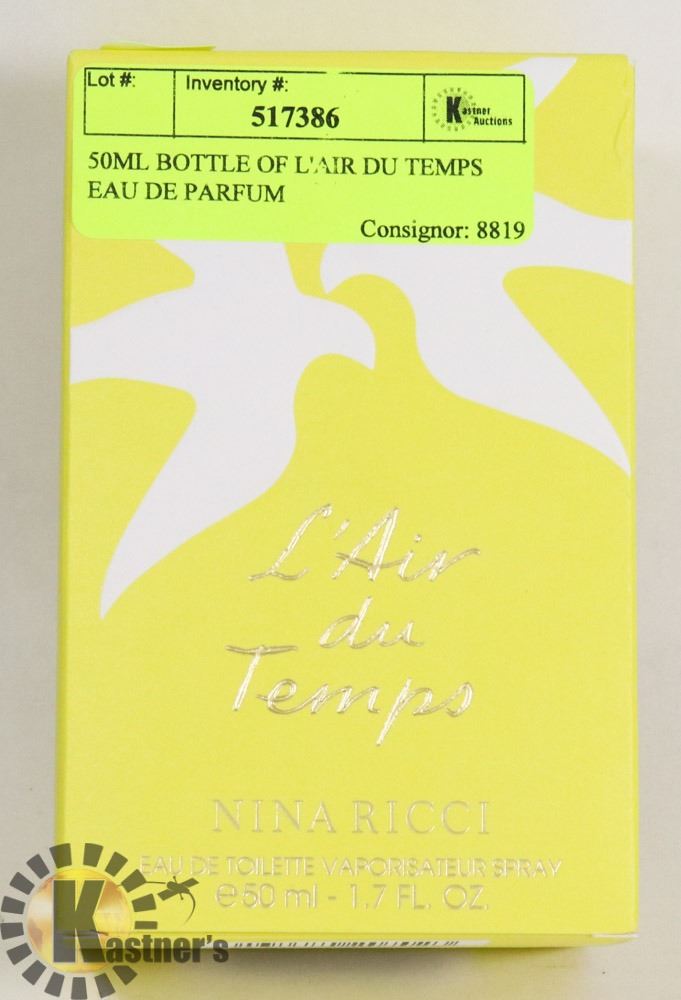 Lot #:
Inventory #:
517386
Kastner
Auctions
50ML BOTTLE OF L'AIR DU TEMPS
EAU DE PARFUM
Consignor: 8819
L'Air
du
Temps
NINA RICCI
EAU DE TOILETTE VAPORISATEUR SPRAY
℮50 ml - 1.7 FL. OZ.
Kastner's